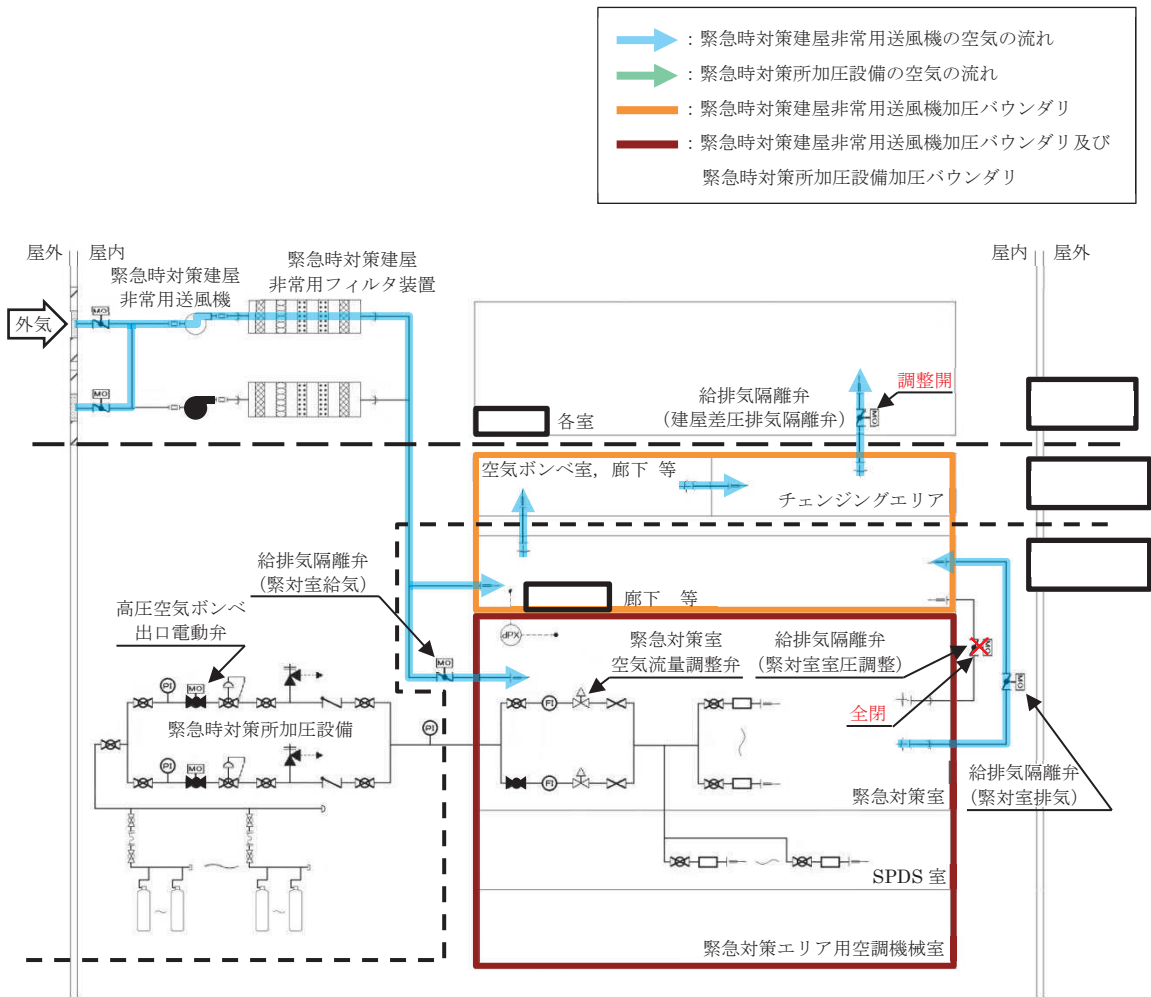 ：緊急時対策建屋非常用送風機の空気の流れ
：緊急時対策所加圧設備の空気の流れ
：緊急時対策建屋非常用送風機加圧バウンダリ
：緊急時対策建屋非常用送風機加圧バウンダリ及び
緊急時対策所加圧設備加圧バウンダリ
屋外
屋内
緊急時対策建屋
非常用送風機
緊急時対策建屋
非常用フィルタ装置
屋内
屋外
外気
MO
MO
調整開
給排気隔離弁
（建屋差圧排気隔離弁）
MO
各室
空気ボンベ室，廊下 等
チェンジングエリア
給排気隔離弁
（緊対室給気）
廊下 等
高圧空気ボンベ
出口電動弁
dPX
緊急対策室
空気流量調整弁
給排気隔離弁
（緊対室室圧調整）
MO
MO
MO
全閉
PI
MO
FI
緊急時対策所加圧設備
PI
PI
MO
FI
給排気隔離弁
（緊対室排気）
緊急対策室
SPDS 室
緊急対策エリア用空調機械室